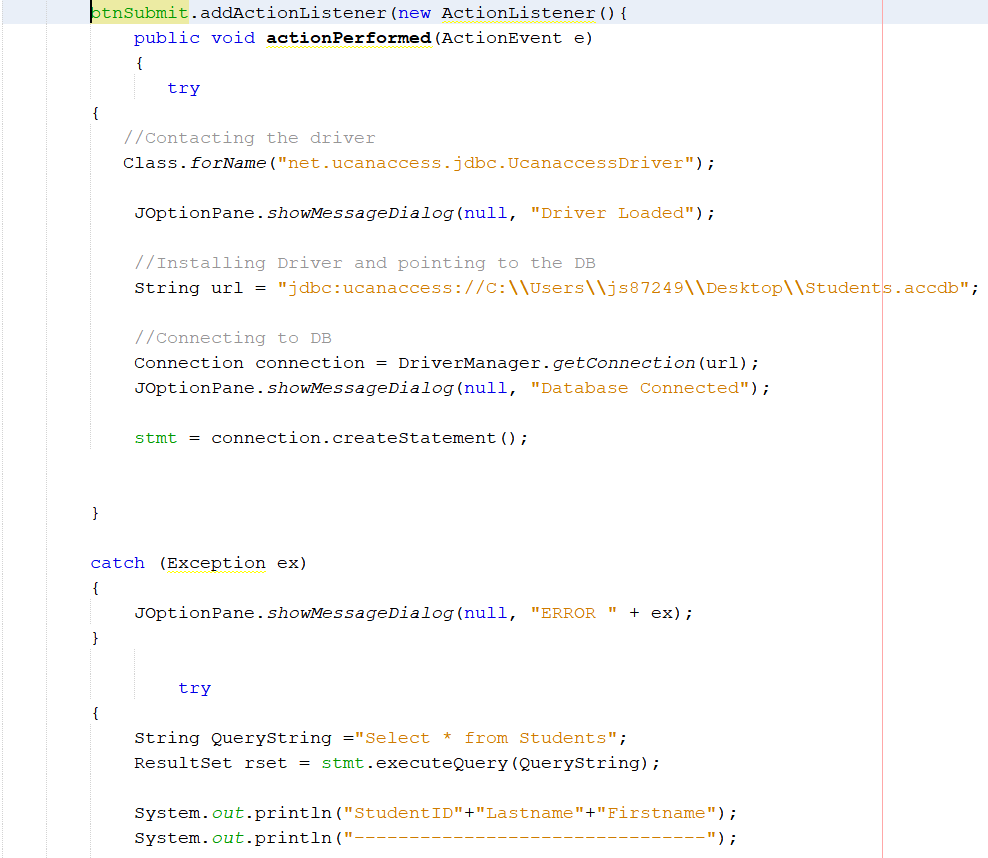 btnSubmit.addActionListener(new ActionListener(){
public void actionPerformed(ActionEvent e)
{
try
{
//Contacting the driver
Class.forName("net.ucanaccess.jdbc.UcanaccessDriver");
JOptionPane.showMessageDialog(null, "Driver Loaded");
//Installing Driver and pointing to the DB
String url = "jdbc:ucanaccess://C:\\Users\\js87249\\Desktop\\Students.accdb";
//Connecting to DB
Connection connection = DriverManager.getConnection(url);
JOptionPane.showMessageDialog(null, "Database Connected");
stmt = connection.createStatement();
}
catch (Exception ex)
{
JOptionPane.showMessageDialog(null, "ERROR " + ex);
}
try
{
String QueryString ="Select * from Students";
ResultSet rset = stmt.executeQuery(QueryString);
System.out.println("StudentID"+"Lastname"+"Firstname");
System.out.println("--------------------------------");